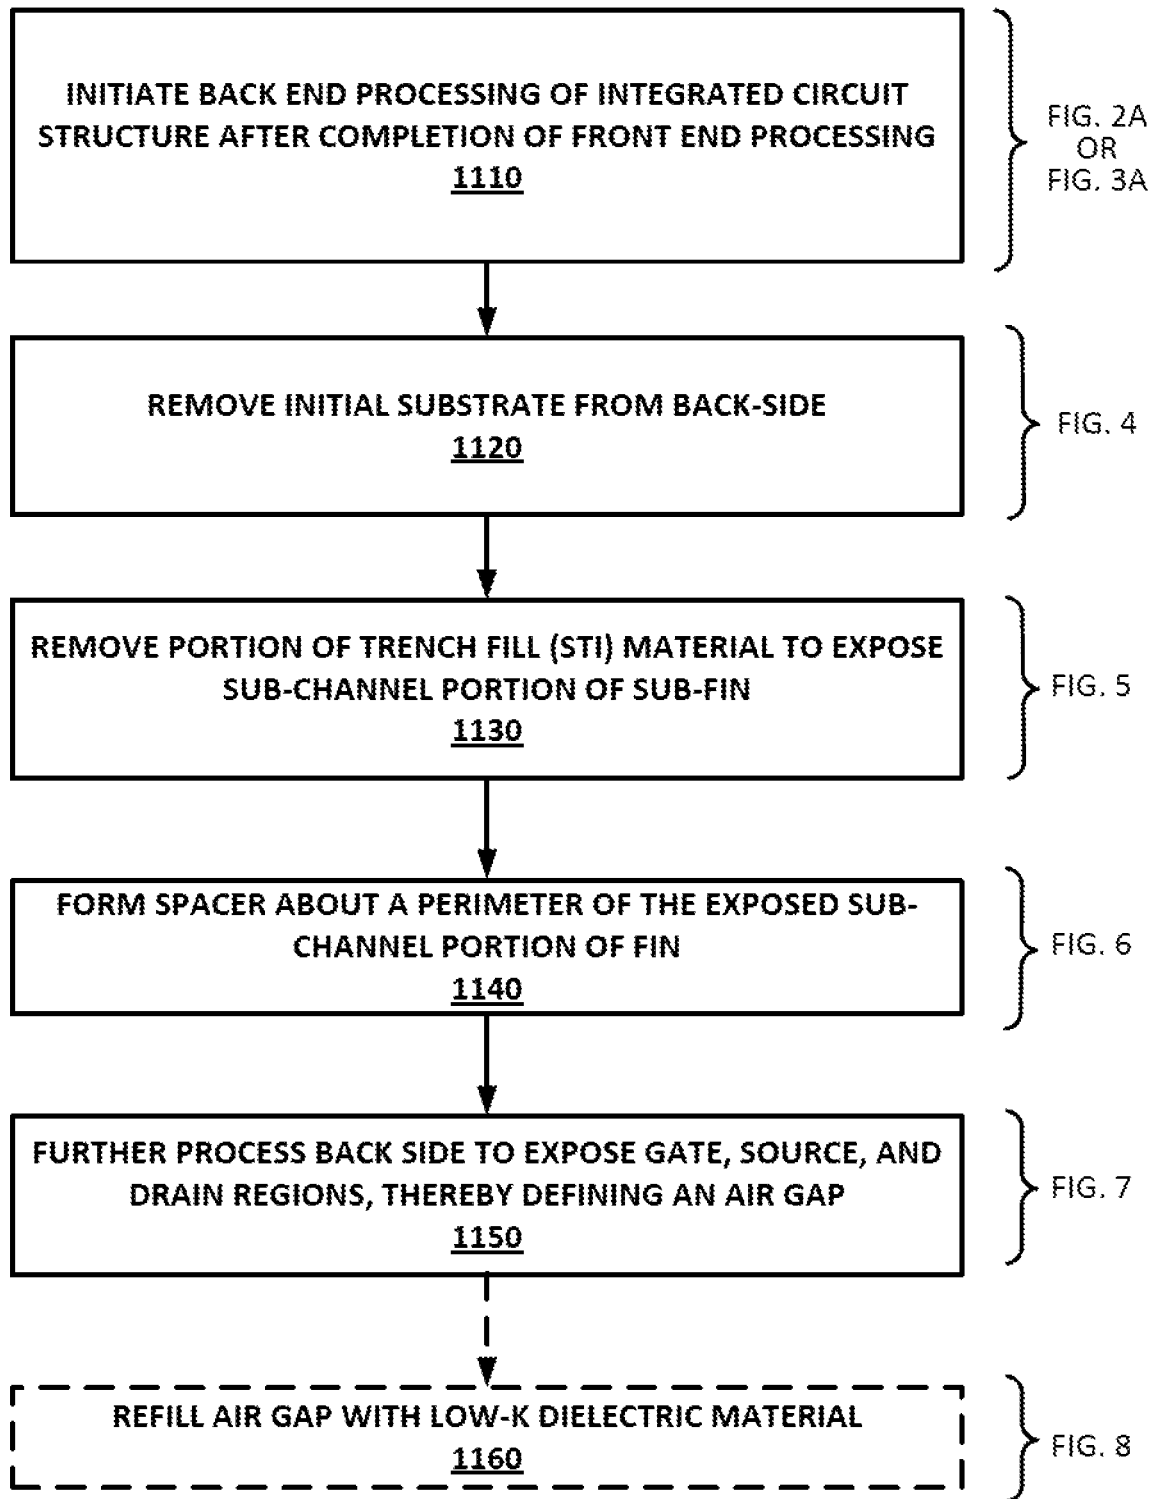 INITIATE BACK END PROCESSING OF INTEGRATED CIRCUIT
STRUCTURE AFTER COMPLETION OF FRONT END PROCESSING
1110
FIG. 2A
OR
FIG. 3A
REMOVE INITIAL SUBSTRATE FROM BACK-SIDE
1120
FIG. 4
REMOVE PORTION OF TRENCH FILL (STI) MATERIAL TO EXPOSE
SUB-CHANNEL PORTION OF SUB-FIN
1130
FIG. 5
FORM SPACER ABOUT A PERIMETER OF THE EXPOSED SUB-
CHANNEL PORTION OF FIN
1140
FIG. 6
FURTHER PROCESS BACK SIDE TO EXPOSE GATE, SOURCE, AND
DRAIN REGIONS, THEREBY DEFINING AN AIR GAP
1150
FIG. 7
REFILL AIR GAP WITH LOW-K DIELECTRIC MATERIAL
1160
FIG. 8